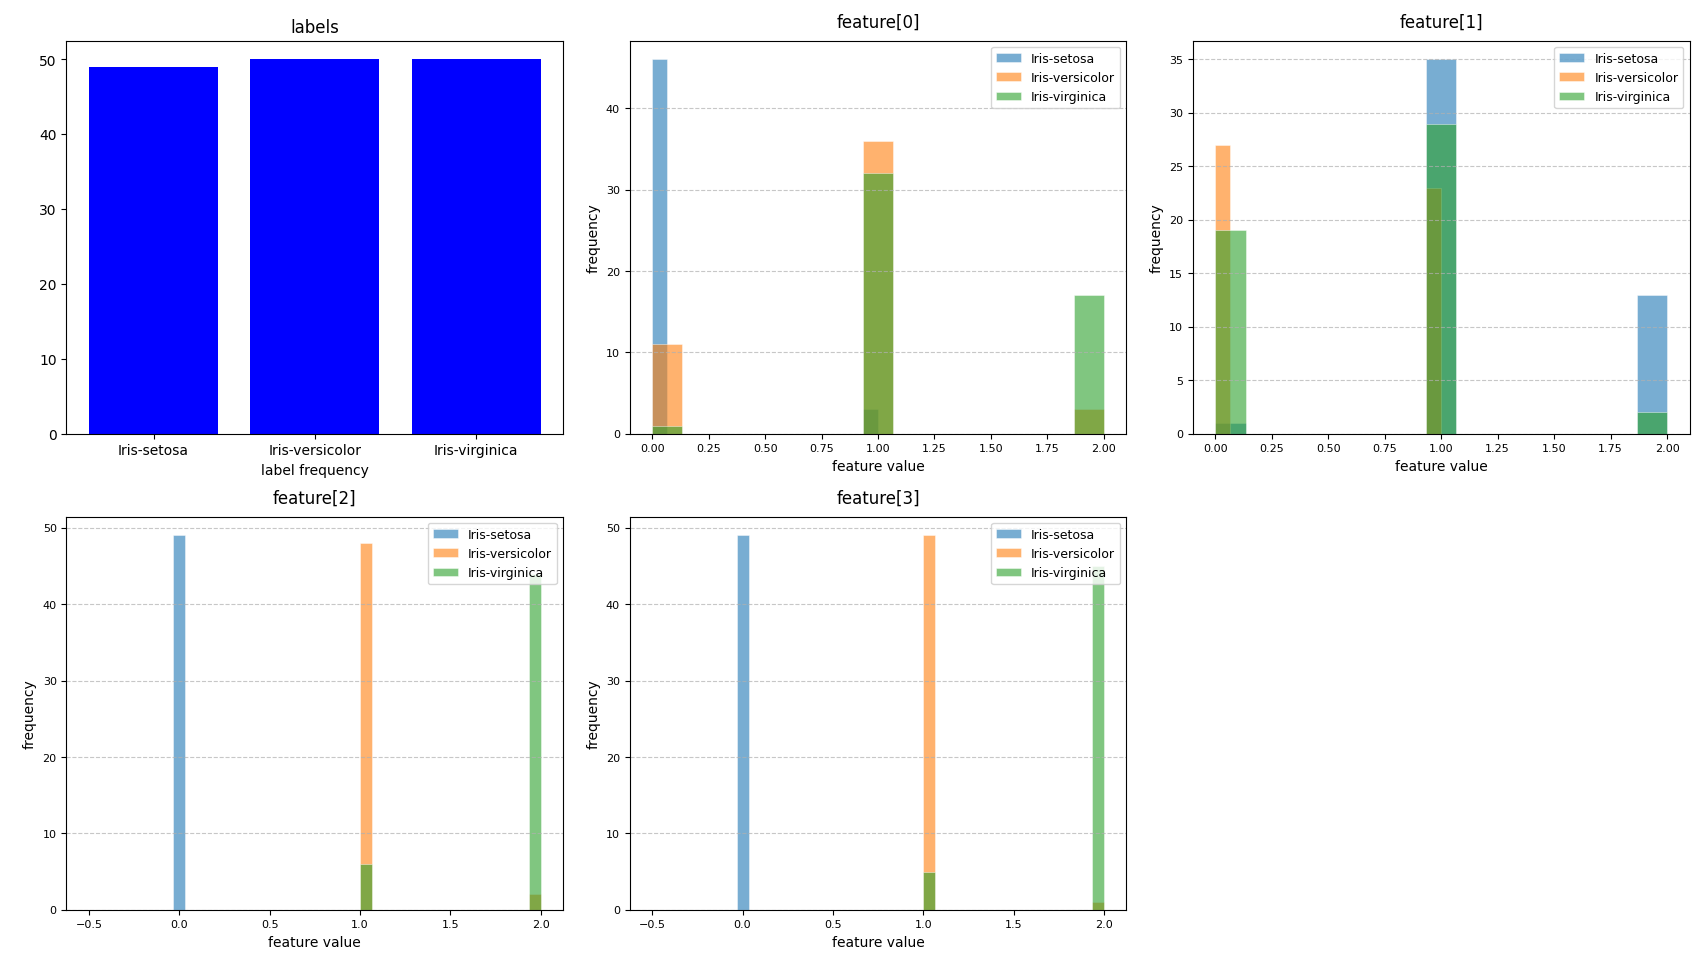 labels
50
40
30
20
10
0
Iris-setosa Iris-versicolor Iris-virginica
label frequency
feature[0]
Iris-setosa
Iris-versicolor
Iris-virginica
frequency
40
30
20
10
0
0.00 0.25 0.50 0.75 1.00 1.25 1.50 1.75 2.00
feature value
feature[1]
Iris-setosa
Iris-versicolor
Iris-virginica
frequency
35
30
25
20
15
10
5
0
0.00 0.25 0.50 0.75 1.00 1.25 1.50 1.75 2.00
feature value
feature[2]
Iris-setosa
Iris-versicolor
Iris-virginica
frequency
50
40
30
20
10
0
−0.5 0.0 0.5 1.0 1.5 2.0
feature value
feature[3]
Iris-setosa
Iris-versicolor
Iris-virginica
frequency
50
40
30
20
10
0
−0.5 0.0 0.5 1.0 1.5 2.0
feature value